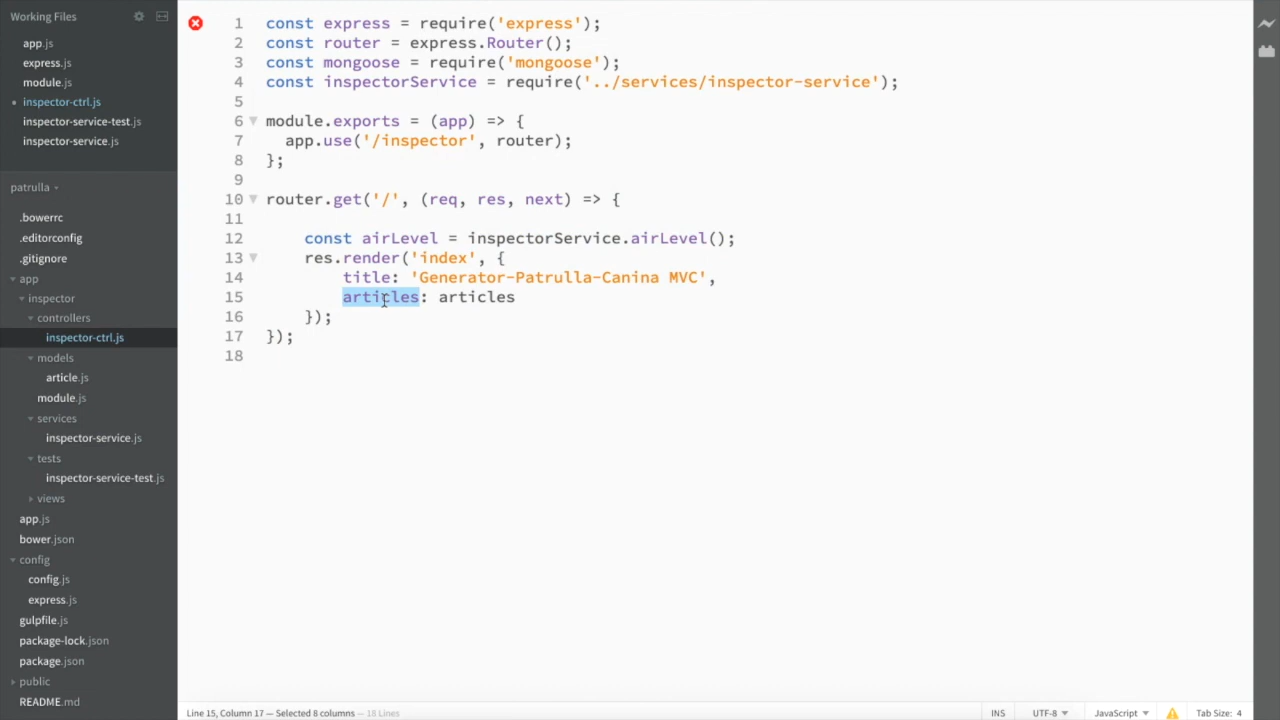 Working Files
app.js
express.js
module.js
inspector-ctrl.js
inspector-service-test.js
inspector-service.js
patrulla
.bowerrc
.editorconfig
.gitignore
app
inspector
controllers
inspector-ctrl.js
models
article.js
module.js
services
inspector-service.js
tests
inspector-service-test.js
views
app.js
bower.json
config
config.js
express.js
gulpfile.js
package-lock.json
package.json
public
README.md
1 const express = require('express');
2 const router = express.Router();
3 const mongoose = require('mongoose');
4 const inspectorService = require('../services/inspector-service');
5
6 module.exports = (app) => {
7 app.use('/inspector', router);
8 };
9
10 router.get('/', (req, res, next) => {
11
12 const airLevel = inspectorService.airLevel();
13 res.render('index', {
14 title: 'Generator-Patrulla-Canina MVC',
15 articles: articles
16 });
17 });
18
Line 15, Column 17 — Selected 8 columns — 18 Lines
INS UTF-8 JavaScript Tab Size: 4